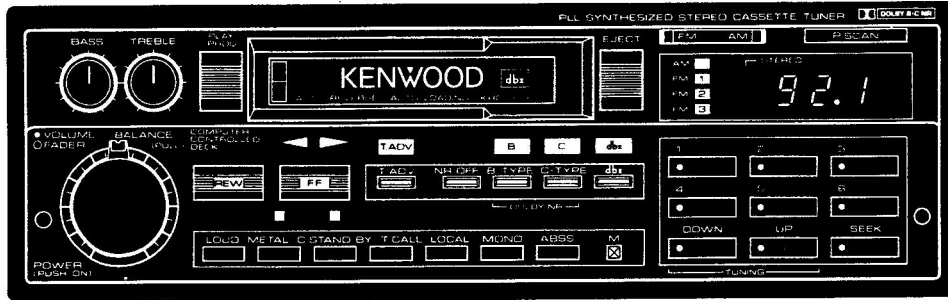 PLL SYNTHESIZED STEREO CASSETTE TUNER DOLBY B-C NR
BASS TREBLE
PLAY
PROG
EJECT
FM AM
P.SCAN
KENWOOD dbx
AUTO REVERSE
AM
FM 1
FM 2
FM 3
STEREO
92.1
VOLUME
FADER
BALANCE
(PULL)
COMPUTER
CONTROLLED
DECK
T.ADV B C dbx
REW FF
T.ADV NR OFF B TYPE C-TYPE dbx
DOLBY NR
LOUD METAL C.STAND BY T.CALL LOCAL MONO ABSS M
POWER
(PUSH ON)
1 2 3
4 5 6
DOWN UP SEEK
TUNING